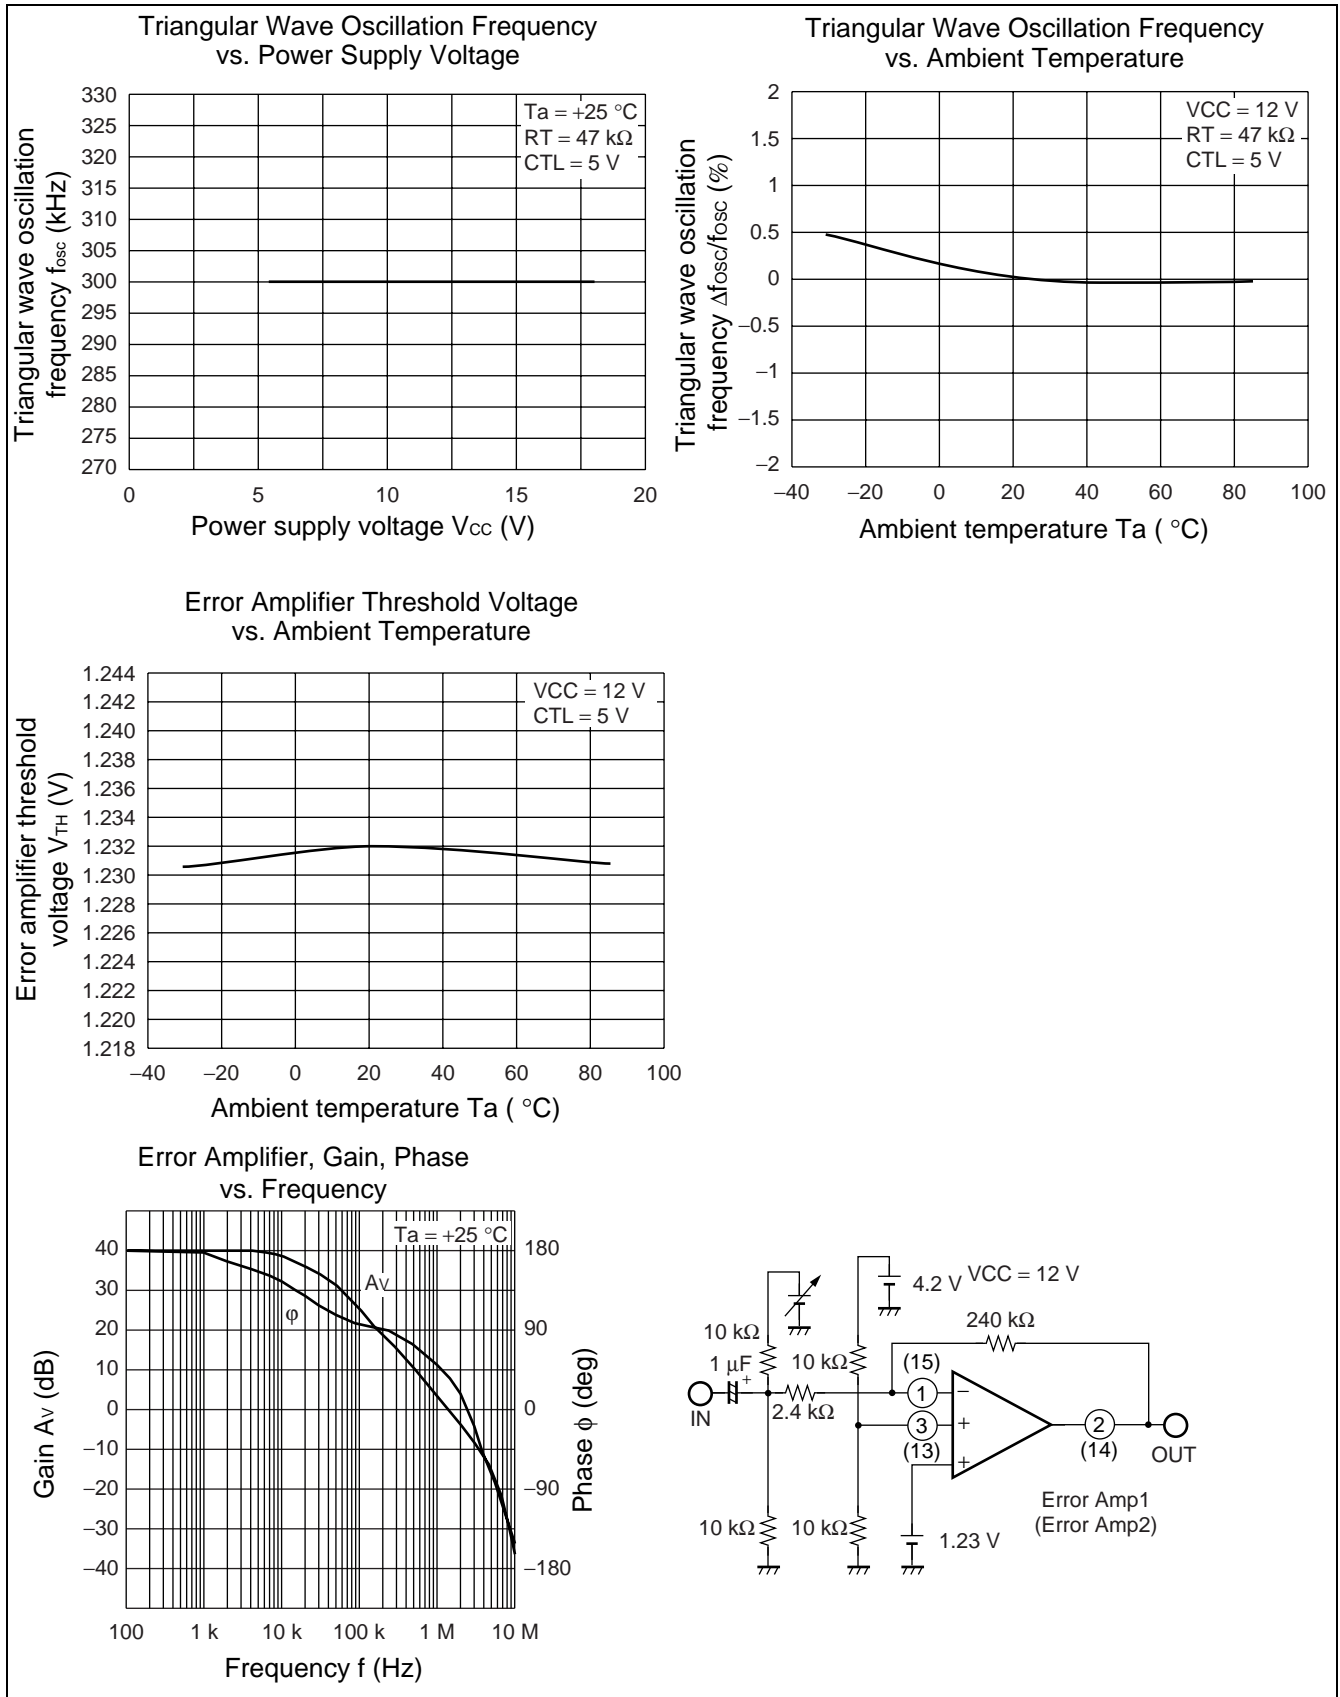 Triangular Wave Oscillation Frequency
vs. Power Supply Voltage
Triangular wave oscillation
frequency fosc (kHz)
330
325
320
315
310
305
300
295
290
285
280
275
270
Ta = +25 °C
RT = 47 kΩ
CTL = 5 V
0 5 10 15 20
Power supply voltage VCC (V)
Triangular Wave Oscillation Frequency
vs. Ambient Temperature
Triangular wave oscillation
frequency ΔfOSC/fOSC (%)
2
1.5
1
0.5
0
−0.5
−1
−1.5
−2
VCC = 12 V
RT = 47 kΩ
CTL = 5 V
−40 −20 0 20 40 60 80 100
Ambient temperature Ta ( °C)
Error Amplifier Threshold Voltage
vs. Ambient Temperature
Error amplifier threshold
voltage VTH (V)
1.244
1.242
1.240
1.238
1.236
1.234
1.232
1.230
1.228
1.226
1.224
1.222
1.220
1.218
VCC = 12 V
CTL = 5 V
−40 −20 0 20 40 60 80 100
Ambient temperature Ta ( °C)
Error Amplifier, Gain, Phase
vs. Frequency
Gain AV (dB)
40
30
20
10
0
−10
−20
−30
−40
Ta = +25 °C
AV
φ
180
90
0
−90
−180
Phase ϕ (deg)
100 1 k 10 k 100 k 1 M 10 M
Frequency f (Hz)
4.2 V
VCC = 12 V
240 kΩ
10 kΩ
1 µF
+
10 kΩ
(15)
1
−
IN
2.4 kΩ
3
+
(13)
+
2
(14)
OUT
10 kΩ
10 kΩ
1.23 V
Error Amp1
(Error Amp2)